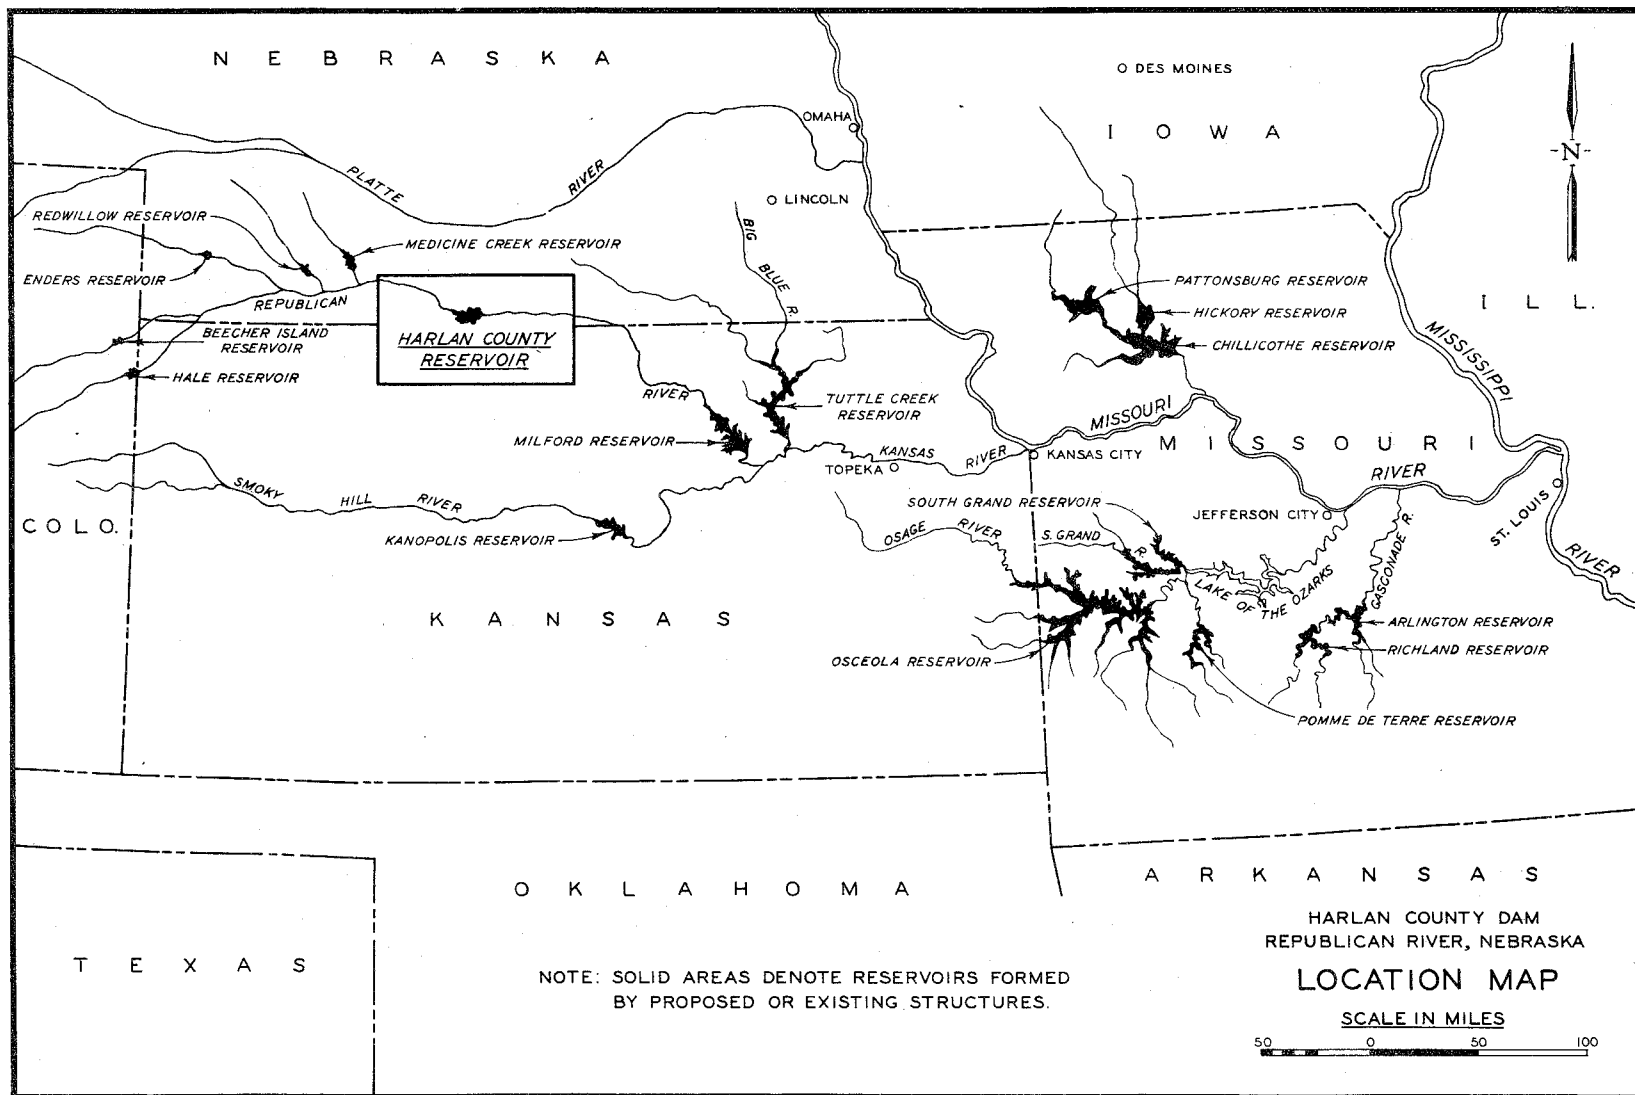 NEBRASKA
DES MOINES
OMAHA
IOWA
-N-
PLATTE
RIVER
LINCOLN
REDWILLOW RESERVOIR
MEDICINE CREEK RESERVOIR
BIG
BLUE R.
ENDERS RESERVOIR
REPUBLICAN
PATTONSBURG RESERVOIR
HICKORY RESERVOIR
ILL.
BEECHER ISLAND
RESERVOIR
HARLAN COUNTY
RESERVOIR
CHILLICOTHE RESERVOIR
MISSISSIPPI
HALE RESERVOIR
RIVER
TUTTLE CREEK
RESERVOIR
MISSOURI
MILFORD RESERVOIR
MISSOURI
KANSAS
RIVER
KANSAS CITY
TOPEKA
RIVER
SMOKY
HILL
RIVER
SOUTH GRAND RESERVOIR
JEFFERSON CITY
ST. LOUIS
COLO.
KANOPOLIS RESERVOIR
OSAGE
RIVER
S. GRAND
R.
GASGONADE R.
RIVER
LAKE OF THE OZARKS
KANSAS
ARLINGTON RESERVOIR
RICHLAND RESERVOIR
OSCEOLA RESERVOIR
POMME DE TERRE RESERVOIR
OKLAHOMA
ARKANSAS
TEXAS
NOTE: SOLID AREAS DENOTE RESERVOIRS FORMED
BY PROPOSED OR EXISTING STRUCTURES.
HARLAN COUNTY DAM
REPUBLICAN RIVER, NEBRASKA
LOCATION MAP
SCALE IN MILES
50 0 50 100